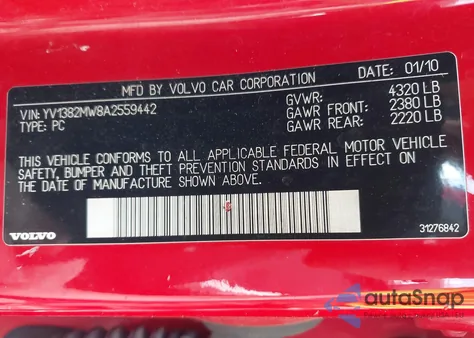 MFD BY VOLVO CAR CORPORATION DATE: 01/10
VIN: YV1382MW8A2559442 GVWR: 4320 LB
TYPE: PC GAWR FRONT: 2380 LB
GAWR REAR: 2220 LB
THIS VEHICLE CONFORMS TO ALL APPLICABLE FEDERAL MOTOR VEHICLE
SAFETY, BUMPER AND THEFT PREVENTION STANDARDS IN EFFECT ON
THE DATE OF MANUFACTURE SHOWN ABOVE.
VOLVO 31276842
autoSnap